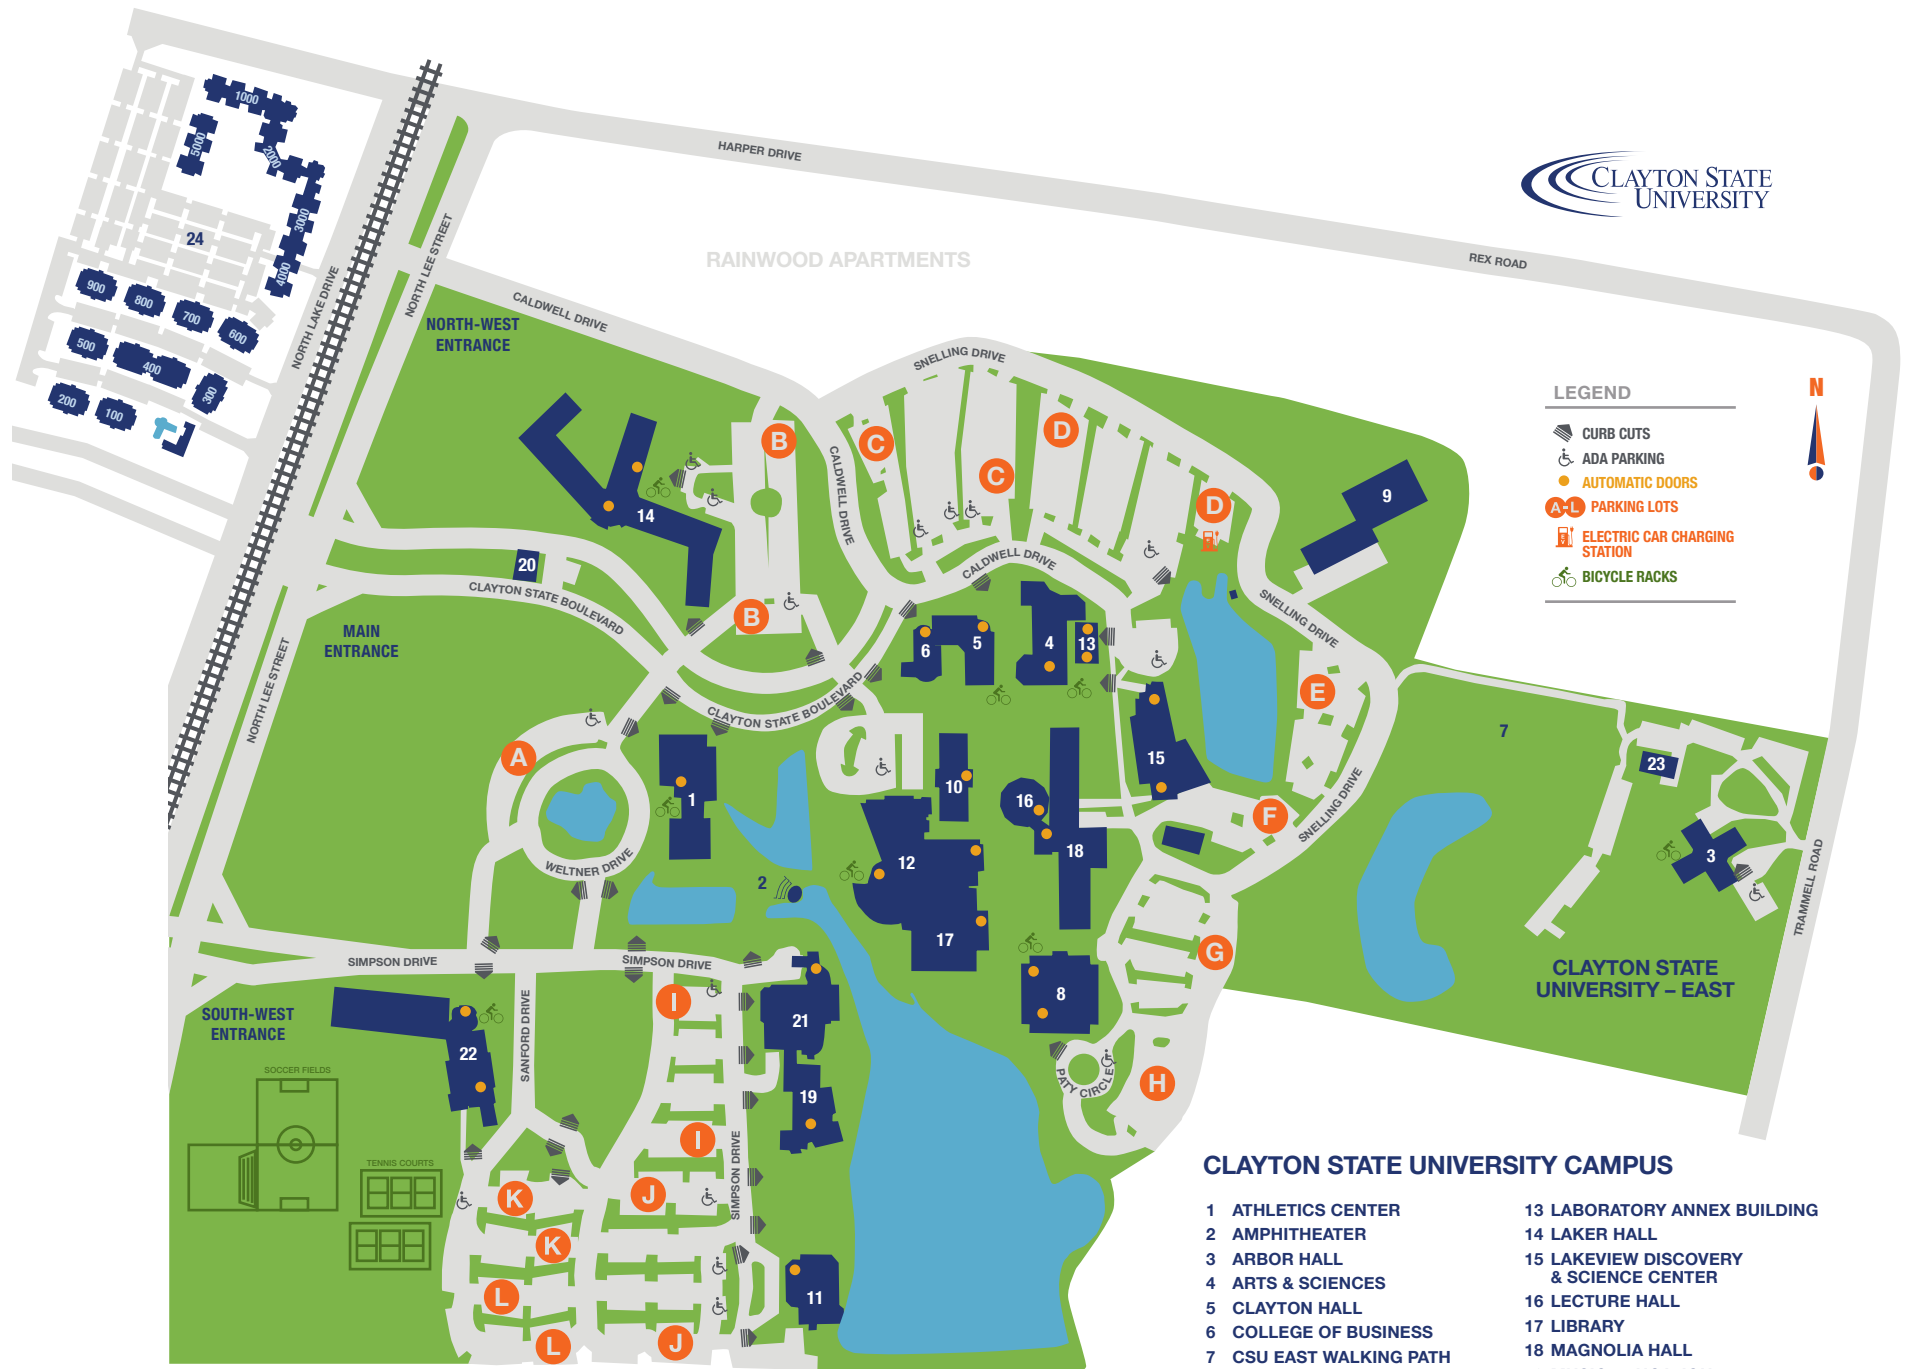 HARPER DRIVE
REX ROAD
CLAYTON STATE
UNIVERSITY
RAINWOOD APARTMENTS
1000
5000
2000
3000
4000
24
900
800
700
600
500
400
300
200
100
NORTH LAKE DRIVE
NORTH LEE STREET
CALDWELL DRIVE
NORTH-WEST
ENTRANCE
SNELLING DRIVE
LEGEND
CURB CUTS
ADA PARKING
AUTOMATIC DOORS
A-L PARKING LOTS
ELECTRIC CAR CHARGING
STATION
BICYCLE RACKS
N
B
C
D
C
D
9
14
CALDWELL DRIVE
CALDWELL DRIVE
20
CLAYTON STATE BOULEVARD
B
MAIN
ENTRANCE
NORTH LEE STREET
6
5
4
13
SNELLING DRIVE
E
CLAYTON STATE BOULEVARD
A
1
10
15
16
F
SNELLING DRIVE
7
23
3
TRAMMELL ROAD
WELTNER DRIVE
2
12
18
17
G
SIMPSON DRIVE
SIMPSON DRIVE
CLAYTON STATE
UNIVERSITY – EAST
SOUTH-WEST
ENTRANCE
SANFORD DRIVE
I
21
8
22
SOCCER FIELDS
PATY CIRCLE
H
19
I
SIMPSON DRIVE
TENNIS COURTS
K
J
K
L
11
L
J
CLAYTON STATE UNIVERSITY CAMPUS
1 ATHLETICS CENTER
2 AMPHITHEATER
3 ARBOR HALL
4 ARTS & SCIENCES
5 CLAYTON HALL
6 COLLEGE OF BUSINESS
7 CSU EAST WALKING PATH
13 LABORATORY ANNEX BUILDING
14 LAKER HALL
15 LAKEVIEW DISCOVERY
& SCIENCE CENTER
16 LECTURE HALL
17 LIBRARY
18 MAGNOLIA HALL